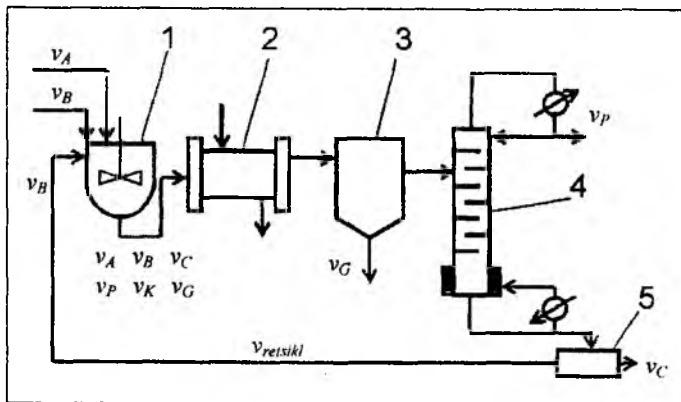 1 2 3
v_A
v_B
v_P
4
v_B
v_A v_B v_C
v_P v_K v_G
v_G
5
v_retsikl
v_C